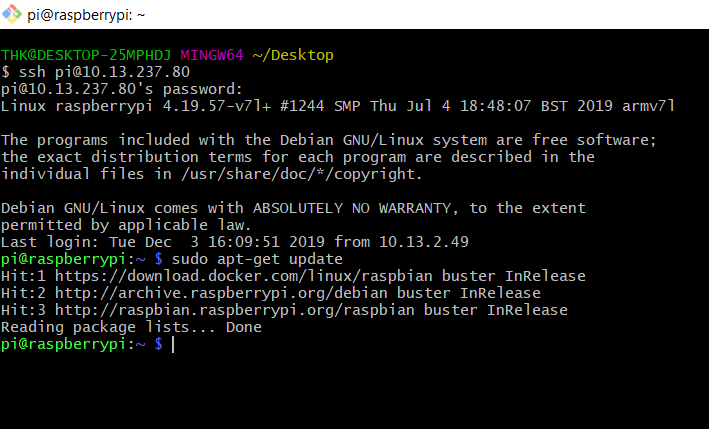 pi@raspberrypi: ~
THK@DESKTOP-25MPHDJ MINGW64 ~/Desktop
$ ssh pi@10.13.237.80
pi@10.13.237.80's password:
Linux raspberrypi 4.19.57-v7l+ #1244 SMP Thu Jul 4 18:48:07 BST 2019 armv7l
The programs included with the Debian GNU/Linux system are free software;
the exact distribution terms for each program are described in the
individual files in /usr/share/doc/*/copyright.
Debian GNU/Linux comes with ABSOLUTELY NO WARRANTY, to the extent
permitted by applicable law.
Last login: Tue Dec  3 16:09:51 2019 from 10.13.2.49
pi@raspberrypi:~ $ sudo apt-get update
Hit:1 https://download.docker.com/linux/raspbian buster InRelease
Hit:2 http://archive.raspberrypi.org/debian buster InRelease
Hit:3 http://raspbian.raspberrypi.org/raspbian buster InRelease
Reading package lists... Done
pi@raspberrypi:~ $